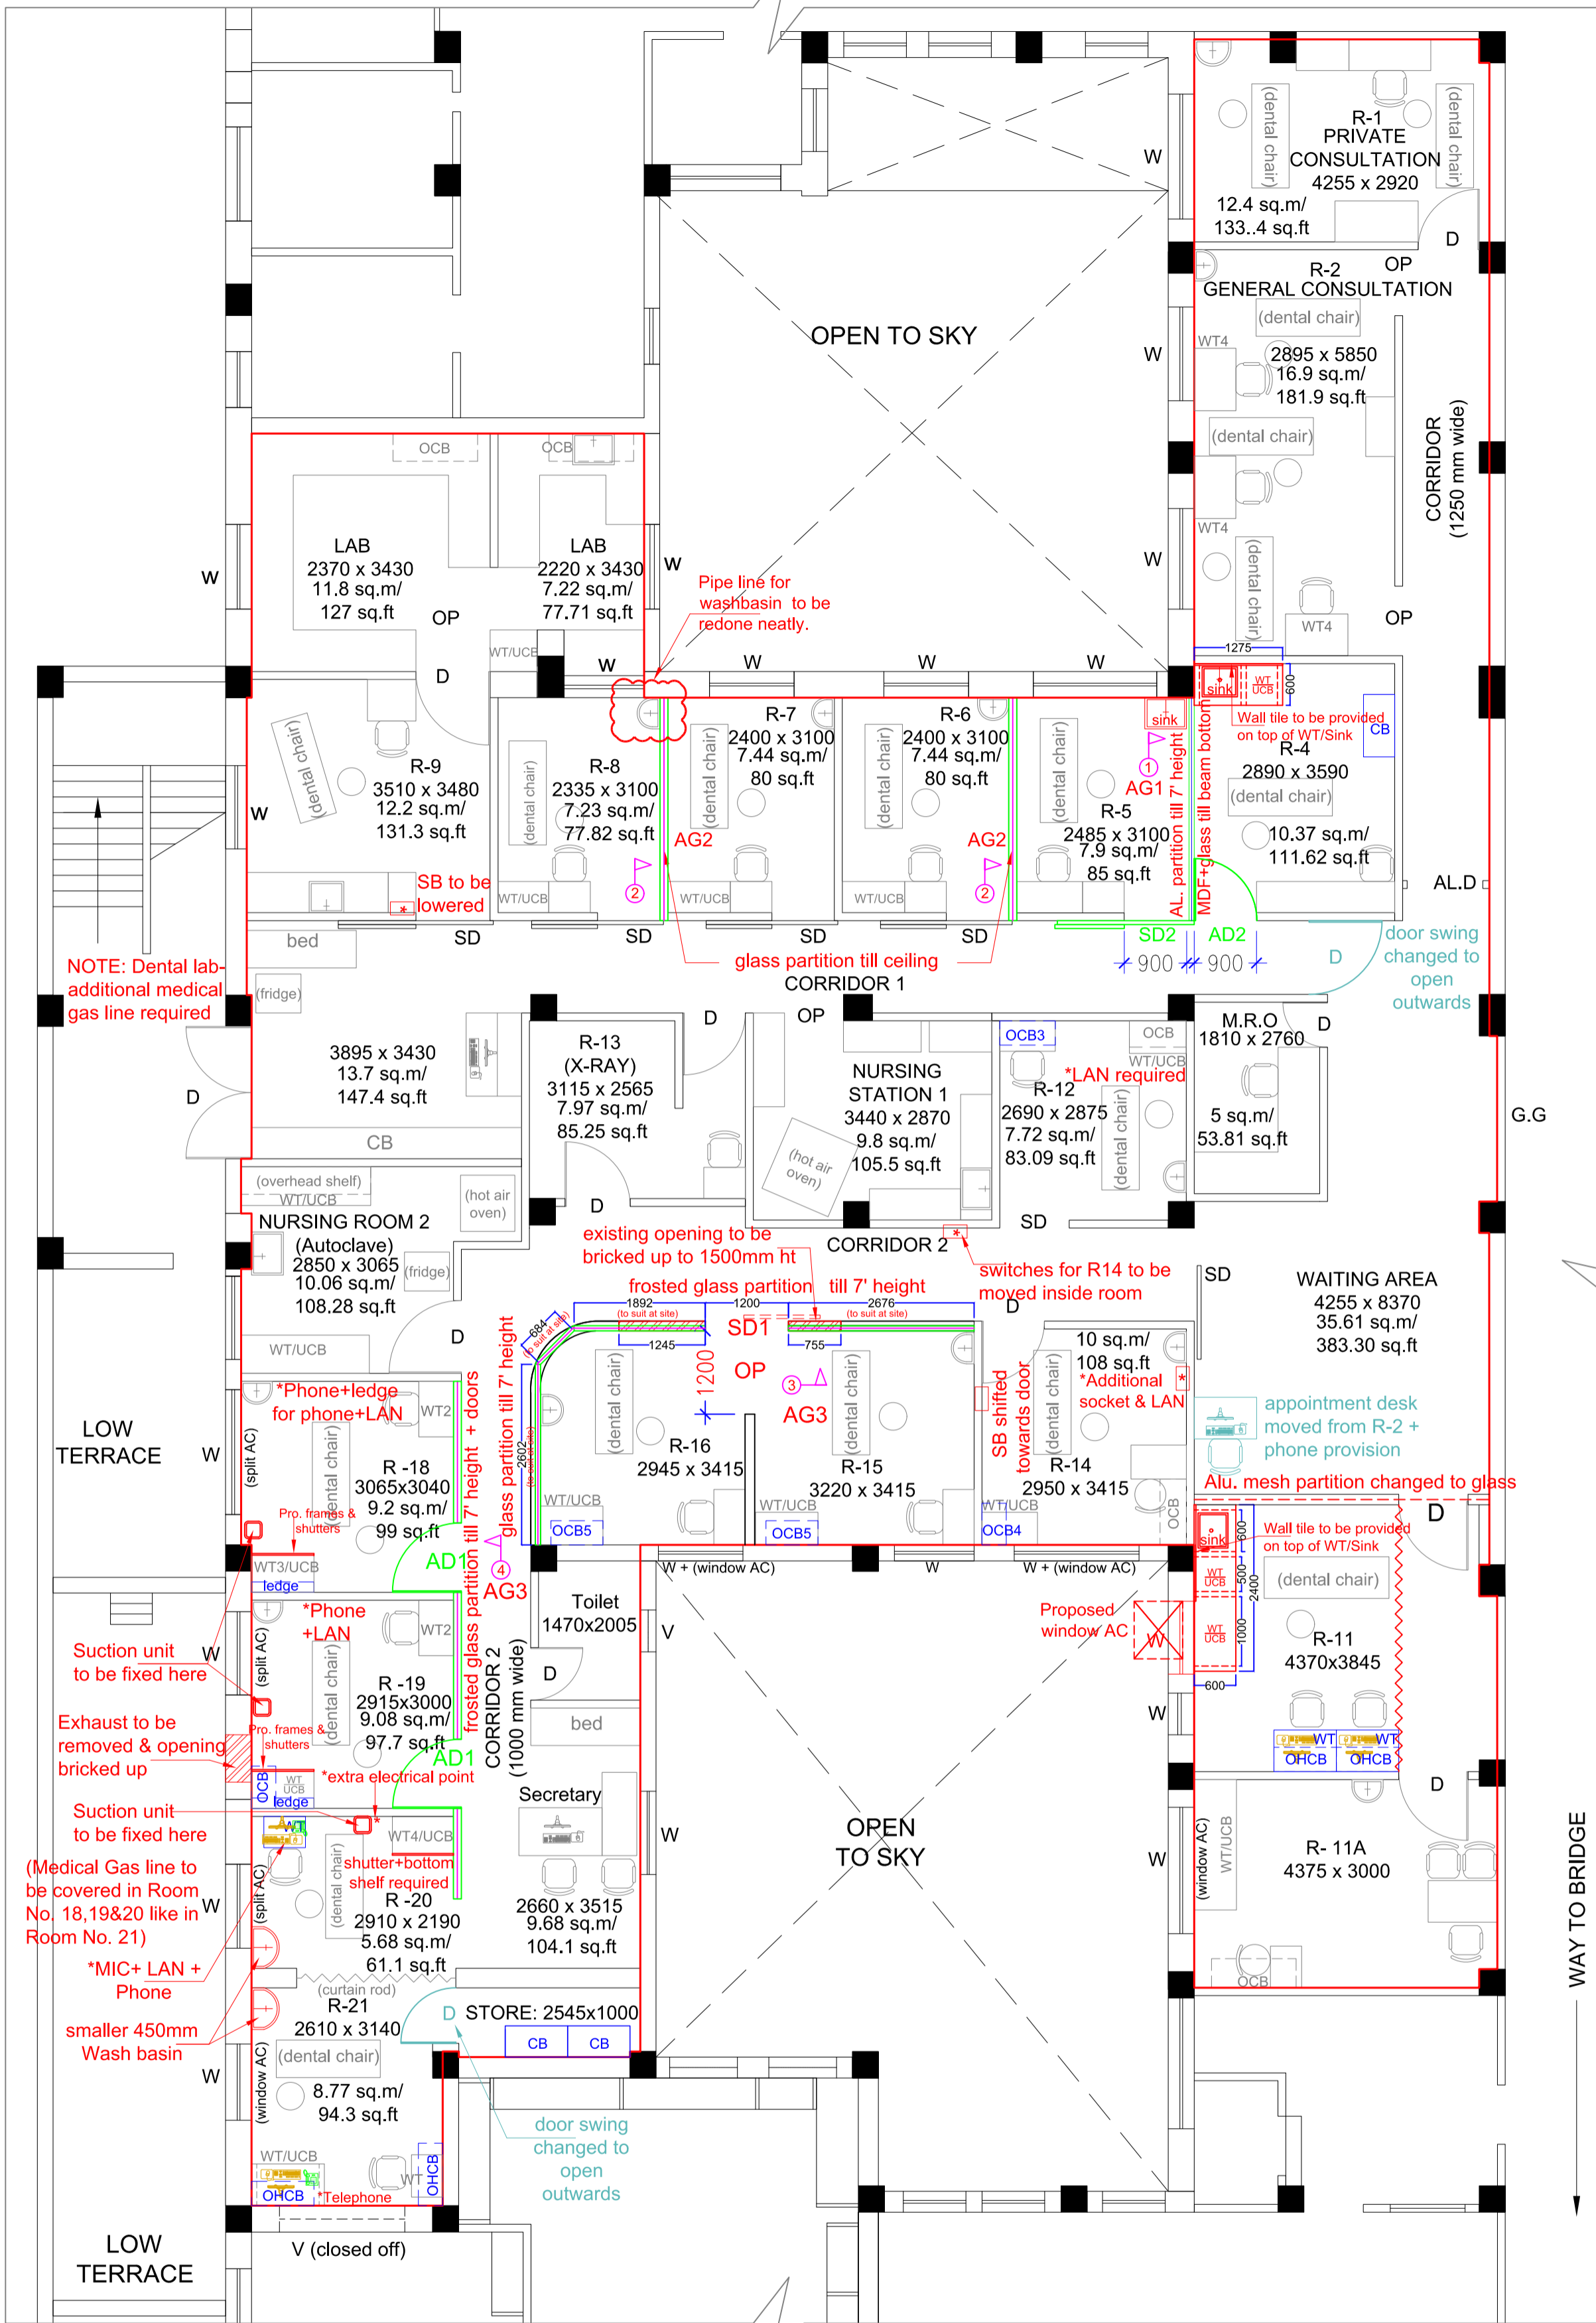 R-1
PRIVATE
CONSULTATION
4255 x 2920
12.4 sq.m/
133..4 sq.ft
(dental chair)
(dental chair)
D
W
OP
R-2
GENERAL CONSULTATION
(dental chair)
WT4
2895 x 5850
16.9 sq.m/
181.9 sq.ft
(dental chair)
WT4
(dental chair)
WT4
OP
CORRIDOR
(1250 mm wide)
OPEN TO SKY
W
W
W
W
W
OCB
OCB
LAB
2370 x 3430
11.8 sq.m/
127 sq.ft
LAB
2220 x 3430
7.22 sq.m/
77.71 sq.ft
OP
W
W
WT/UCB
W
D
Pipe line for
washbasin to be
redone neatly.
W
1275
600
sink
WT
UCB
Wall tile to be provided
on top of WT/Sink
CB
R-4
2890 x 3590
(dental chair)
10.37 sq.m/
111.62 sq.ft
(dental chair)
R-9
3510 x 3480
12.2 sq.m/
131.3 sq.ft
W
(dental chair)
R-8
2335 x 3100
7.23 sq.m/
77.82 sq.ft
WT/UCB
2
R-7
2400 x 3100
7.44 sq.m/
80 sq.ft
(dental chair)
AG2
WT/UCB
R-6
2400 x 3100
7.44 sq.m/
80 sq.ft
(dental chair)
AG2
WT/UCB
2
sink
1
AG1
(dental chair)
R-5
2485 x 3100
7.9 sq.m/
85 sq.ft
AL. partition till 7' height
MDF+glass till beam bottom
SB to be
lowered
*
SD
SD
SD
SD
SD2
AD2
900
900
AL.D
D
door swing
changed to
open
outwards
glass partition till ceiling
CORRIDOR 1
NOTE: Dental lab-
additional medical
gas line required
bed
(fridge)
3895 x 3430
13.7 sq.m/
147.4 sq.ft
CB
D
R-13
(X-RAY)
3115 x 2565
7.97 sq.m/
85.25 sq.ft
D
D
OP
NURSING
STATION 1
3440 x 2870
9.8 sq.m/
105.5 sq.ft
(hot air
oven)
OCB3
OCB
WT/UCB
*LAN required
R-12
2690 x 2875
7.72 sq.m/
83.09 sq.ft
(dental chair)
M.R.O
1810 x 2760
D
5 sq.m/
53.81 sq.ft
G.G
(overhead shelf)
WT/UCB
(hot air
oven)
NURSING ROOM 2
(Autoclave)
2850 x 3065
10.06 sq.m/
108.28 sq.ft
(fridge)
WT/UCB
D
existing opening to be
bricked up to 1500mm ht
CORRIDOR 2
SD
*
switches for R14 to be
moved inside room
SD
WAITING AREA
4255 x 8370
35.61 sq.m/
383.30 sq.ft
frosted glass partition till 7' height
1892
(to suit at site)
1200
2676
(to suit at site)
684
(to suit at site)
1245
SD1
755
OP
1200
3
AG3
2602
(to suit at site)
(dental chair)
R-16
2945 x 3415
WT/UCB
OCB5
(dental chair)
R-15
3220 x 3415
WT/UCB
OCB5
D
10 sq.m/
108 sq.ft
*Additional
socket & LAN
*
SB shifted
towards door
(dental chair)
R-14
2950 x 3415
WT/UCB
OCB4
OCB
appointment desk
moved from R-2 +
phone provision
Alu. mesh partition changed to glass
LOW
TERRACE
W
*Phone+ledge
for phone+LAN
WT2
(split AC)
(dental chair)
R -18
3065x3040
9.2 sq.m/
99 sq.ft
Pro. frames &
shutters
WT3/UCB
ledge
AD1
frosted glass partition till 7' height + doors
glass partition till 7' height
4
AG3
CORRIDOR 2
(1000 mm wide)
Toilet
1470x2005
V
D
W + (window AC)
W
W + (window AC)
Proposed
window AC
W
sink
600
Wall tile to be provided
on top of WT/Sink
WT
UCB
500
2400
WT
UCB
1000
600
D
(dental chair)
R-11
4370x3845
WT
WT
OHCB
OHCB
*Phone
+LAN
WT2
Suction unit
to be fixed here
W
(split AC)
(dental chair)
R -19
2915x3000
9.08 sq.m/
97.7 sq.ft
Exhaust to be
removed & opening
bricked up
Pro. frames &
shutters
AD1
OCB
WT
UCB
ledge
*extra electrical point
bed
Secretary
W
W
W
OPEN
TO SKY
D
(window AC)
WT/UCB
R- 11A
4375 x 3000
OCB
WAY TO BRIDGE
Suction unit
to be fixed here
WT
*
WT4/UCB
shutter+bottom
shelf required
(Medical Gas line to
be covered in Room
No. 18,19&20 like in
Room No. 21)
W
(split AC)
(dental chair)
R -20
2910 x 2190
5.68 sq.m/
61.1 sq.ft
2660 x 3515
9.68 sq.m/
104.1 sq.ft
*MIC+ LAN +
Phone
(curtain rod)
smaller 450mm
Wash basin
R-21
2610 x 3140
D
STORE: 2545x1000
CB
CB
W
(window AC)
(dental chair)
8.77 sq.m/
94.3 sq.ft
WT/UCB
OHCB
*Telephone
WT
OHCB
door swing
changed to
open
outwards
V (closed off)
LOW
TERRACE